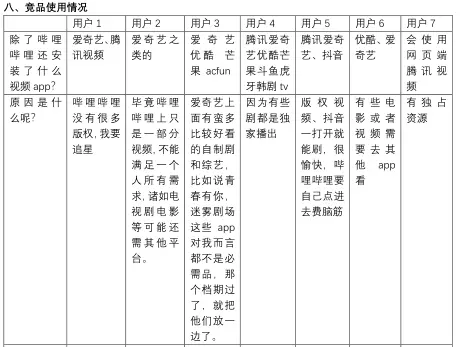 八、竞品使用情况
用户 1
用户 2
用户 3
用户 4
用户 5
用户 6
用户 7
除了哔哩
哔哩还安
装了什么
视频 app?
爱奇艺、腾
讯视频
爱奇艺之
类的
爱奇艺
优酷 芒
果 acfun
腾讯爱奇
艺优酷芒
果斗鱼虎
牙韩剧 tv
腾讯爱奇
艺、抖音
优酷、爱
奇艺
会使用
网页端
腾讯视
频
原因是什
么呢?
哔哩哔哩
没有很多
版权,我要
追星
毕竟哔哩
哔哩上只
是一部分
视频,不能
满足一个
人所有需
求,诸如电
视剧电影
等可能还
需其他平
台。
爱奇艺上
面有蛮多
比较好看
的自制剧
和综艺,
比如说青
春有你,
迷雾剧场
这些 app
对我而言
都不是必
需品,那
个档期过
了,就把
他们放一
边了。
因为有些
剧都是独
家播出
版权视
频、抖音
一打开就
能刷,很
愉快,哔
哩哔哩要
自己点进
去费脑筋
有些电
影或者
视频需
要去其
他 app
看
有独占
资源